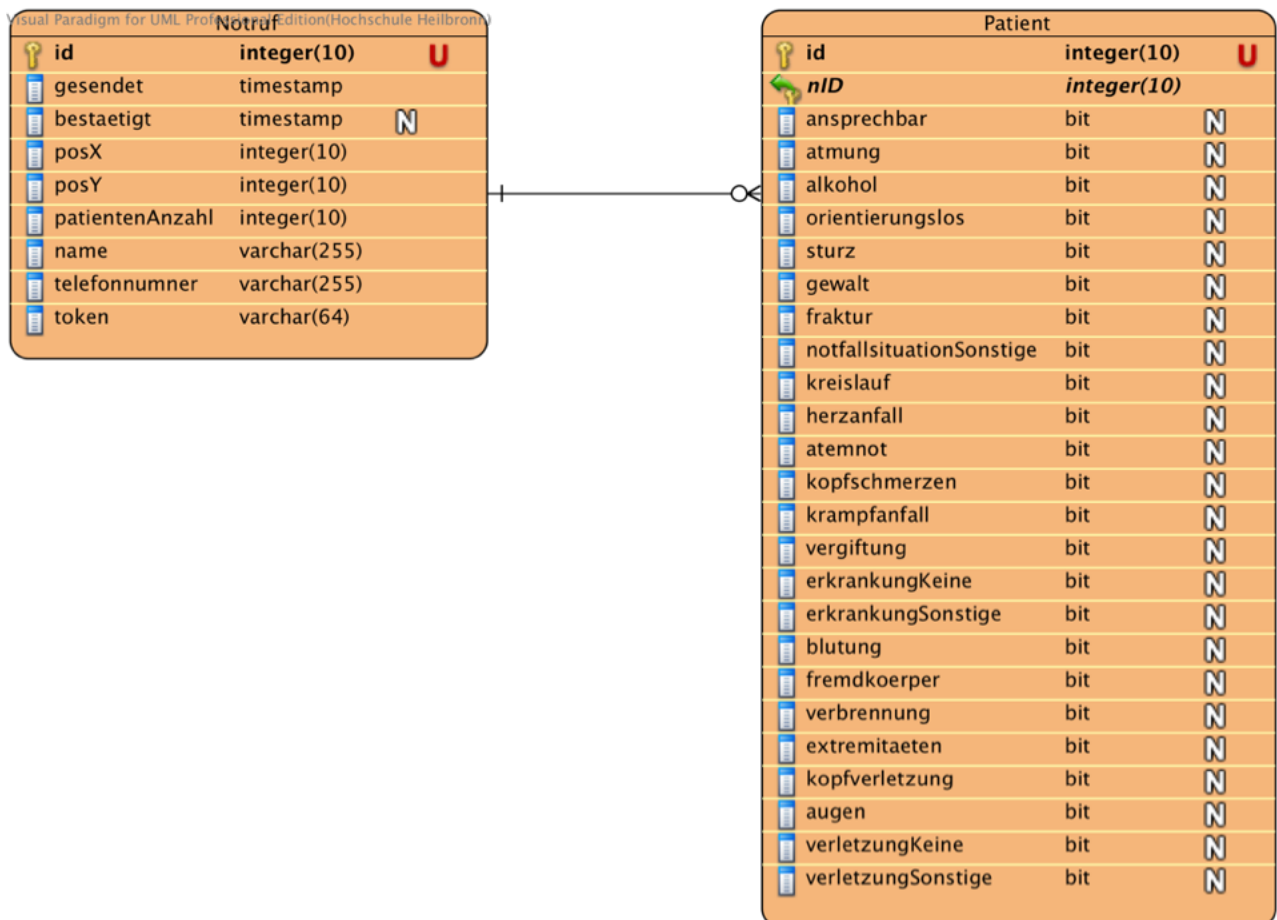 Visual Paradigm for UML Professional Edition(Hochschule Heilbronn)
Notruf
id integer(10) U
gesendet timestamp
bestaetigt timestamp N
posX integer(10)
posY integer(10)
patientenAnzahl integer(10)
name varchar(255)
telefonnumner varchar(255)
token varchar(64)
Patient
id integer(10) U
nID integer(10)
ansprechbar bit N
atmung bit N
alkohol bit N
orientierungslos bit N
sturz bit N
gewalt bit N
fraktur bit N
notfallsituationSonstige bit N
kreislauf bit N
herzanfall bit N
atemnot bit N
kopfschmerzen bit N
krampfanfall bit N
vergiftung bit N
erkrankungKeine bit N
erkrankungSonstige bit N
blutung bit N
fremdkoerper bit N
verbrennung bit N
extremitaeten bit N
kopfverletzung bit N
augen bit N
verletzungKeine bit N
verletzungSonstige bit N